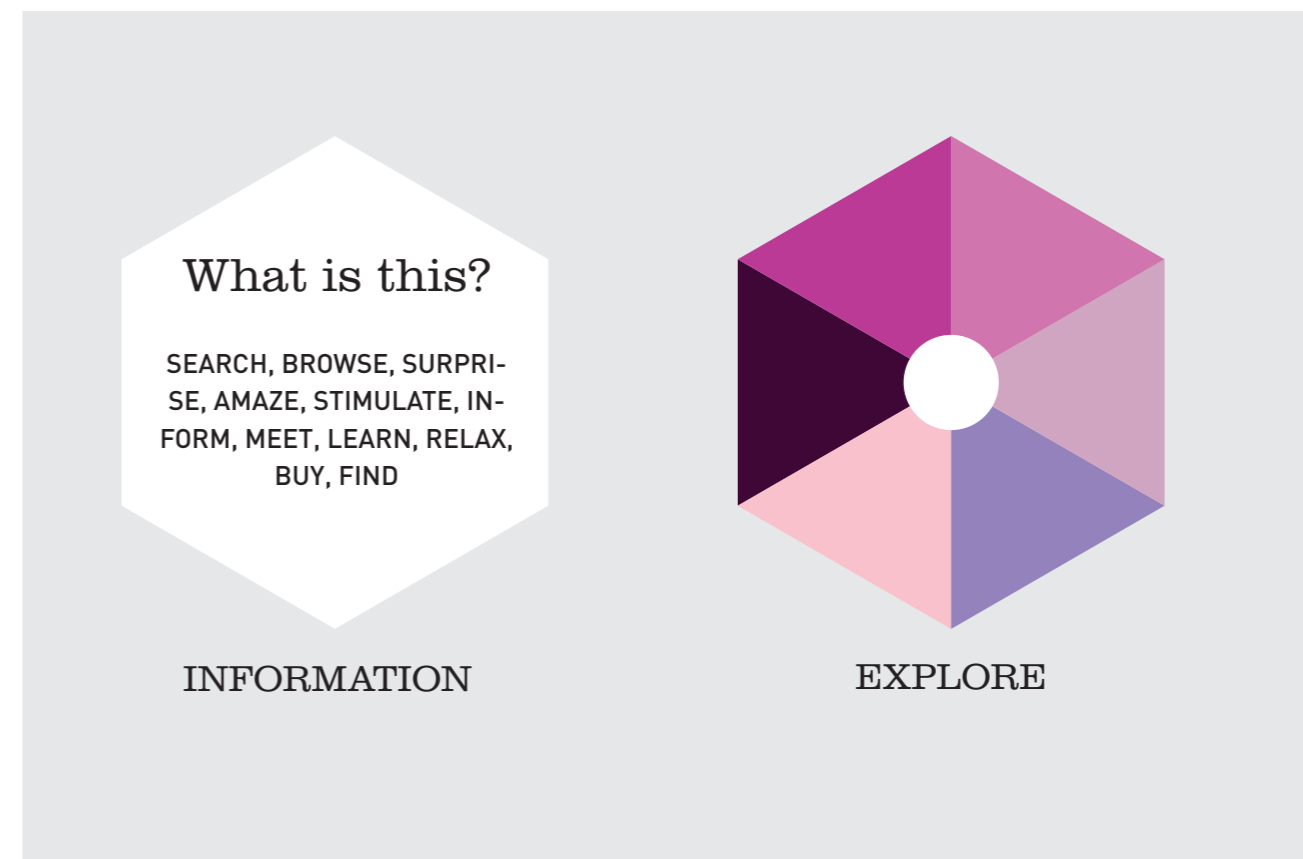 What is this?
SEARCH, BROWSE, SURPRI-
SE, AMAZE, STIMULATE, IN-
FORM, MEET, LEARN, RELAX,
BUY, FIND
INFORMATION
EXPLORE